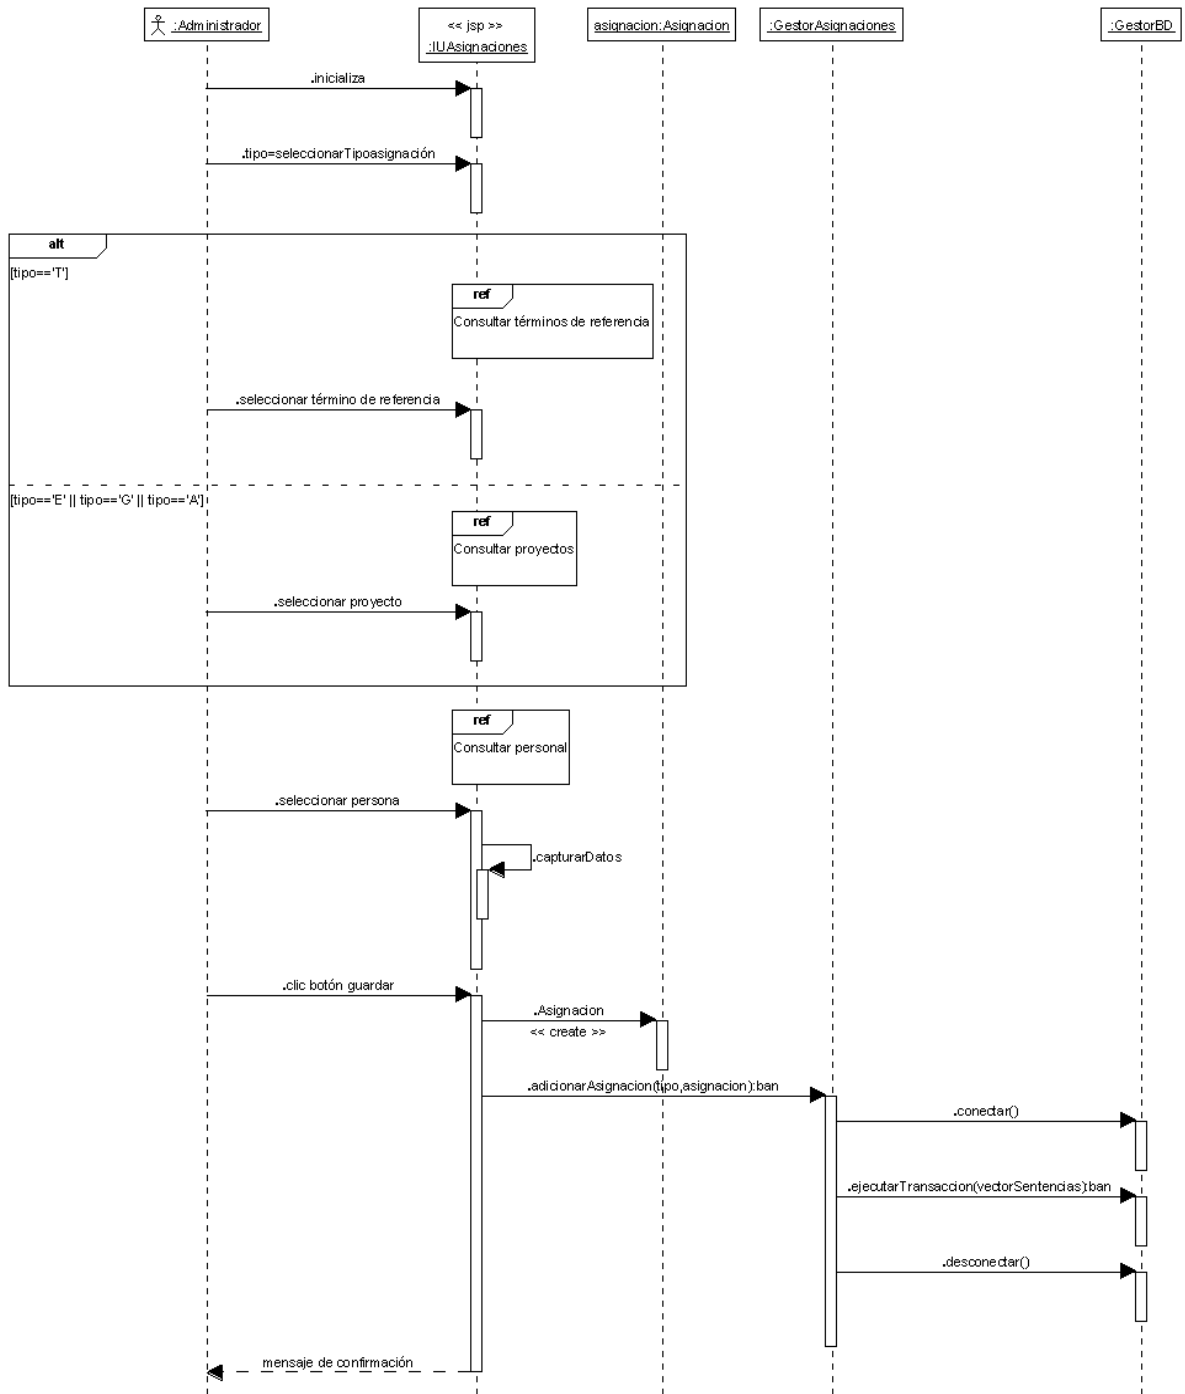 :Administrador
<< jsp >>
:IUAsignaciones
asignacion:Asignacion
:GestorAsignaciones
:GestorBD
.inicializa
.tipo=seleccionarTipoasignación
alt
[tipo=='T']
ref
Consultar términos de referencia
.seleccionar término de referencia
[tipo=='E' || tipo=='G' || tipo=='A']
ref
Consultar proyectos
.seleccionar proyecto
ref
Consultar personal
.seleccionar persona
.capturarDatos
.clic botón guardar
.Asignacion
<< create >>
.adicionarAsignacion(tipo,asignacion):ban
.conectar()
.ejecutarTransaccion(vectorSentencias):ban
.desconectar()
mensaje de confirmación